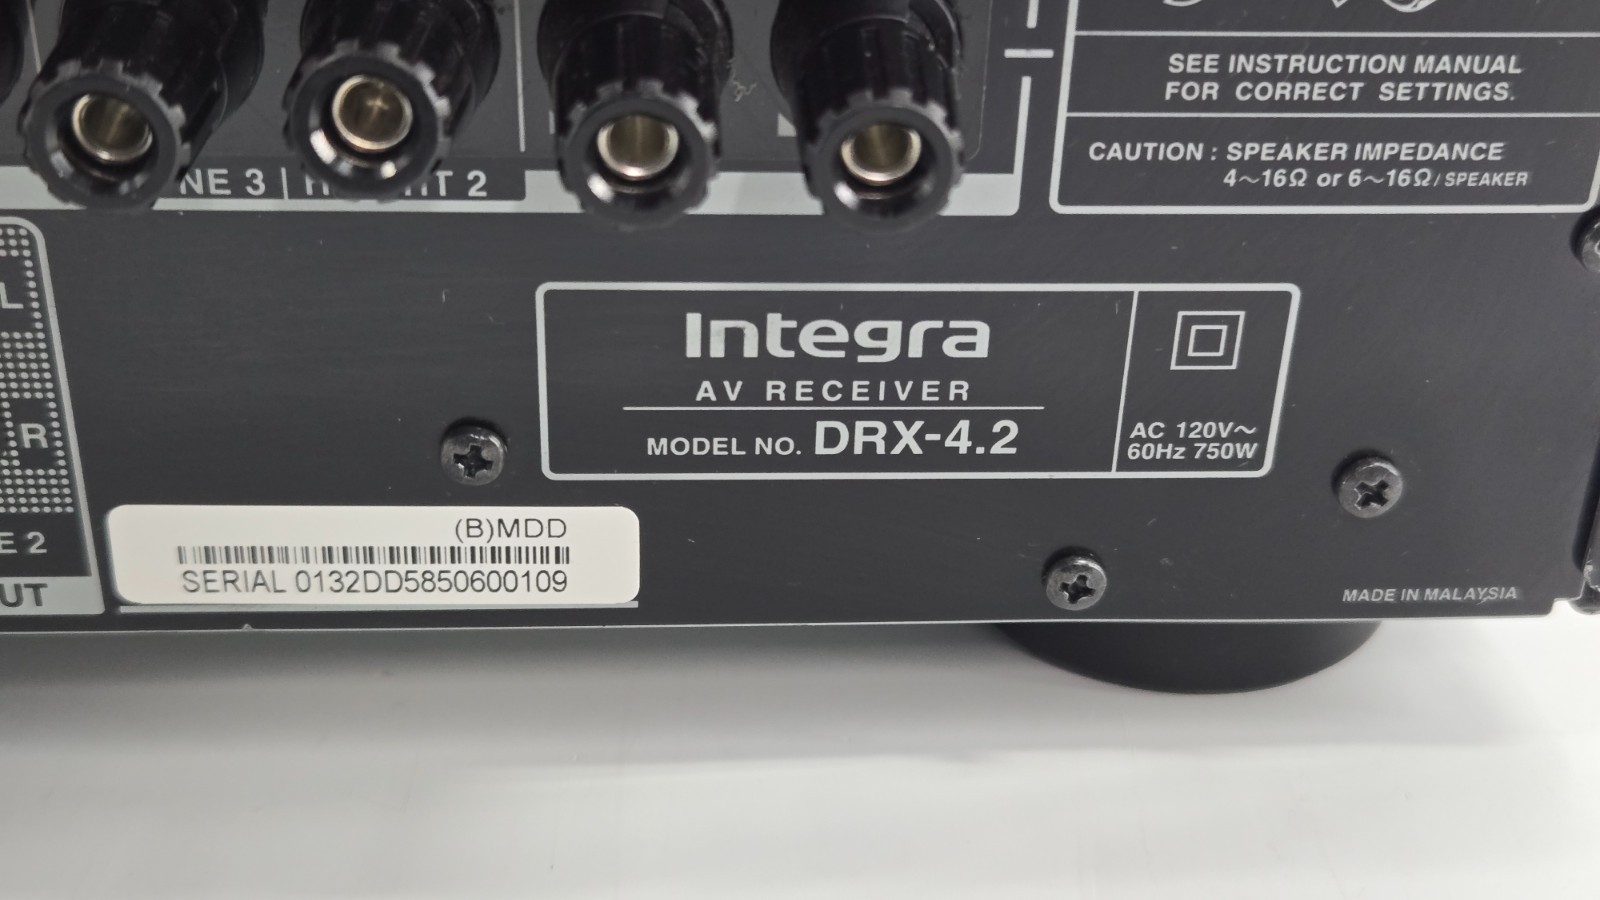 SEE INSTRUCTION MANUAL
FOR CORRECT SETTINGS.
CAUTION : SPEAKER IMPEDANCE
4~16Ω or 6~16Ω/SPEAKER
NE 3 | H HT 2
L
R
E 2
UT
Integra
AV RECEIVER
MODEL NO. DRX-4.2
AC 120V~
60Hz 750W
(B)MDD
SERIAL 0132DD5850600109
MADE IN MALAYSIA